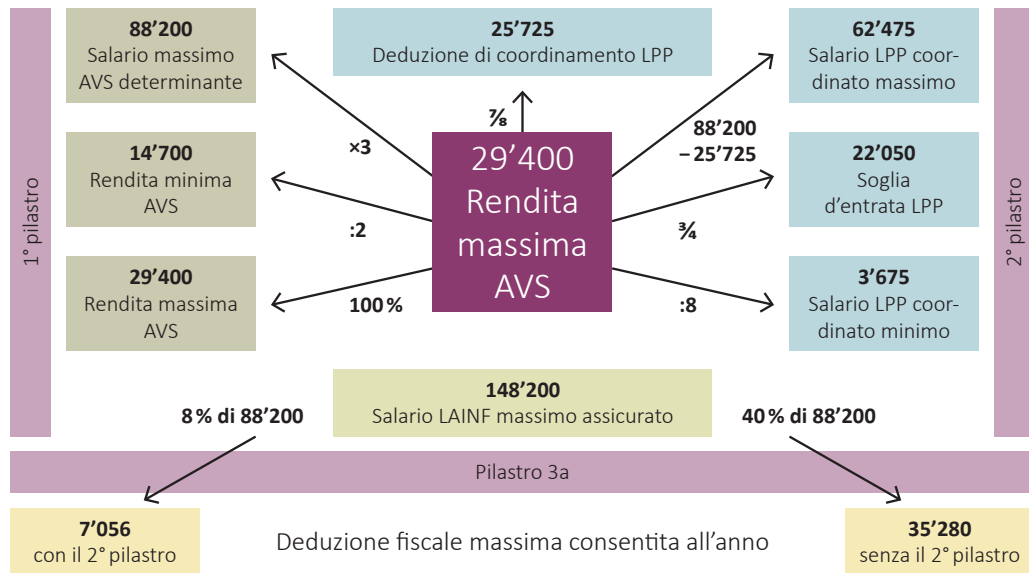 88’200
Salario massimo
AVS determinante
25’725
Deduzione di coordinamento LPP
62’475
Salario LPP coor-
dinato massimo
×3
⅞
88’200
– 25’725
14’700
Rendita minima
AVS
:2
29’400
Rendita
massima
AVS
¾
22’050
Soglia
d’entrata LPP
29’400
Rendita massima
AVS
100 %
:8
3’675
Salario LPP coor-
dinato minimo
1° pilastro
2° pilastro
148’200
Salario LAINF massimo assicurato
8 % di 88’200
40 % di 88’200
Pilastro 3a
7’056
con il 2° pilastro
Deduzione fiscale massima consentita all’anno
35’280
senza il 2° pilastro